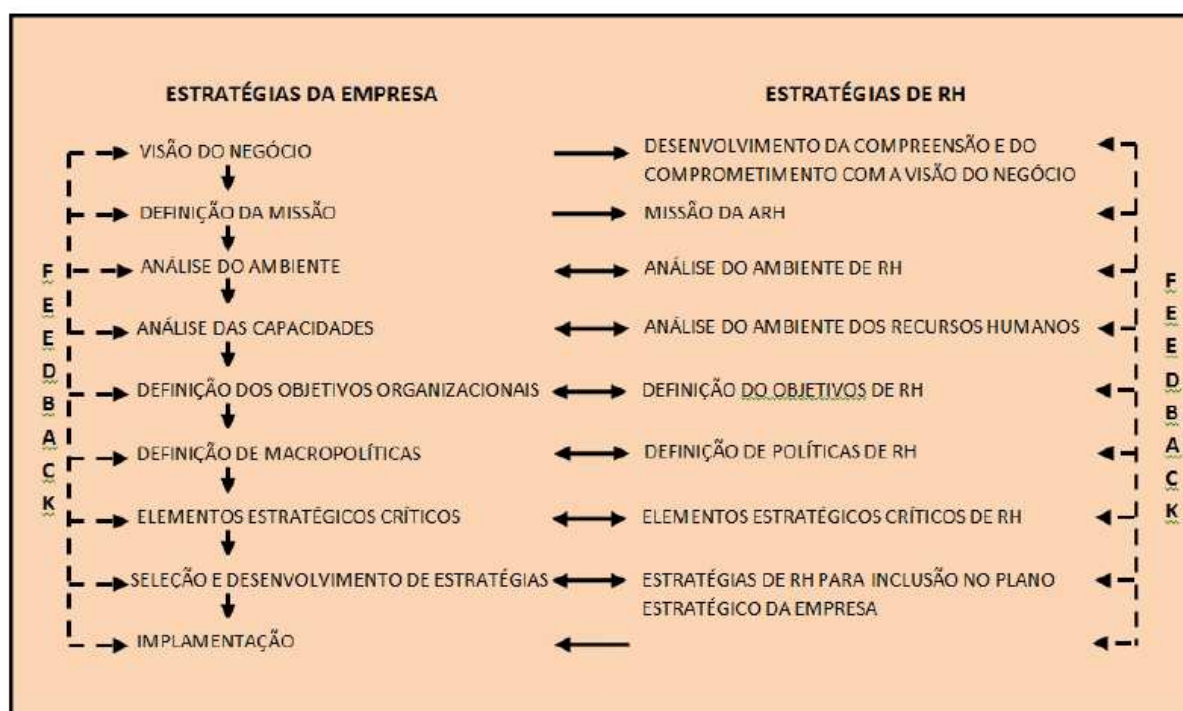 ESTRATÉGIAS DA EMPRESA
ESTRATÉGIAS DE RH
VISÃO DO NEGÓCIO
DESENVOLVIMENTO DA COMPREENSÃO E DO
COMPROMETIMENTO COM A VISÃO DO NEGÓCIO
DEFINIÇÃO DA MISSÃO
MISSÃO DA ARH
ANÁLISE DO AMBIENTE
ANÁLISE DO AMBIENTE DE RH
ANÁLISE DAS CAPACIDADES
ANÁLISE DO AMBIENTE DOS RECURSOS HUMANOS
DEFINIÇÃO DOS OBJETIVOS ORGANIZACIONAIS
DEFINIÇÃO DO OBJETIVOS DE RH
DEFINIÇÃO DE MACROPOLÍTICAS
DEFINIÇÃO DE POLÍTICAS DE RH
ELEMENTOS ESTRATÉGICOS CRÍTICOS
ELEMENTOS ESTRATÉGICOS CRÍTICOS DE RH
SELEÇÃO E DESENVOLVIMENTO DE ESTRATÉGIAS
ESTRATÉGIAS DE RH PARA INCLUSÃO NO PLANO
ESTRATÉGICO DA EMPRESA
IMPLAMENTAÇÃO
FEEDBACK
FEEDBACK